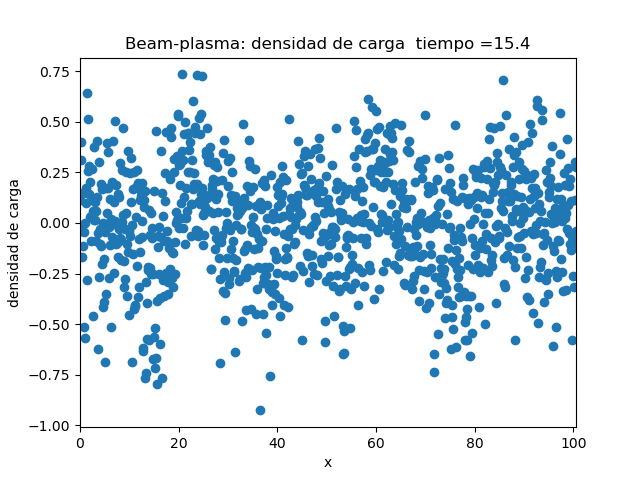 Beam-plasma: densidad de carga  tiempo =15.4
densidad de carga
0.75
0.50
0.25
0.00
−0.25
−0.50
−0.75
−1.00
0 20 40 60 80 100
x